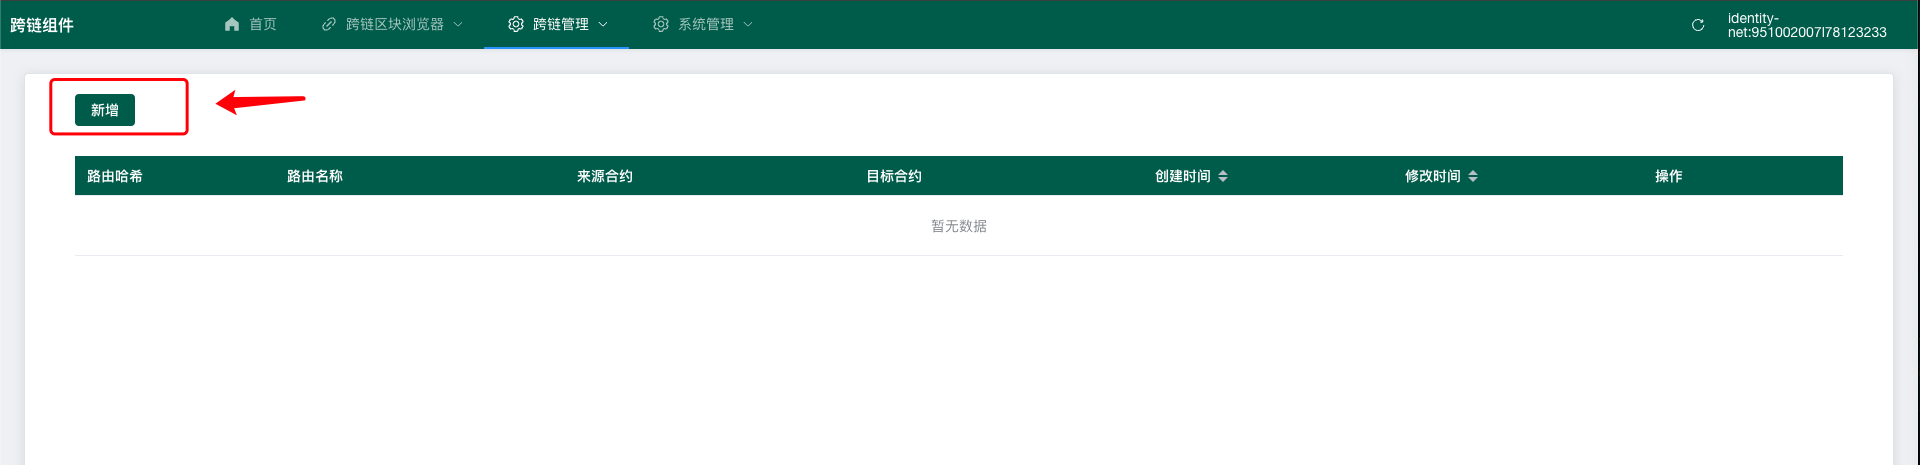 跨链组件
首页
跨链区块浏览器
跨链管理
系统管理
identity-
net:951002007I78123233
新增
路由哈希 路由名称 来源合约 目标合约 创建时间 修改时间 操作
暂无数据